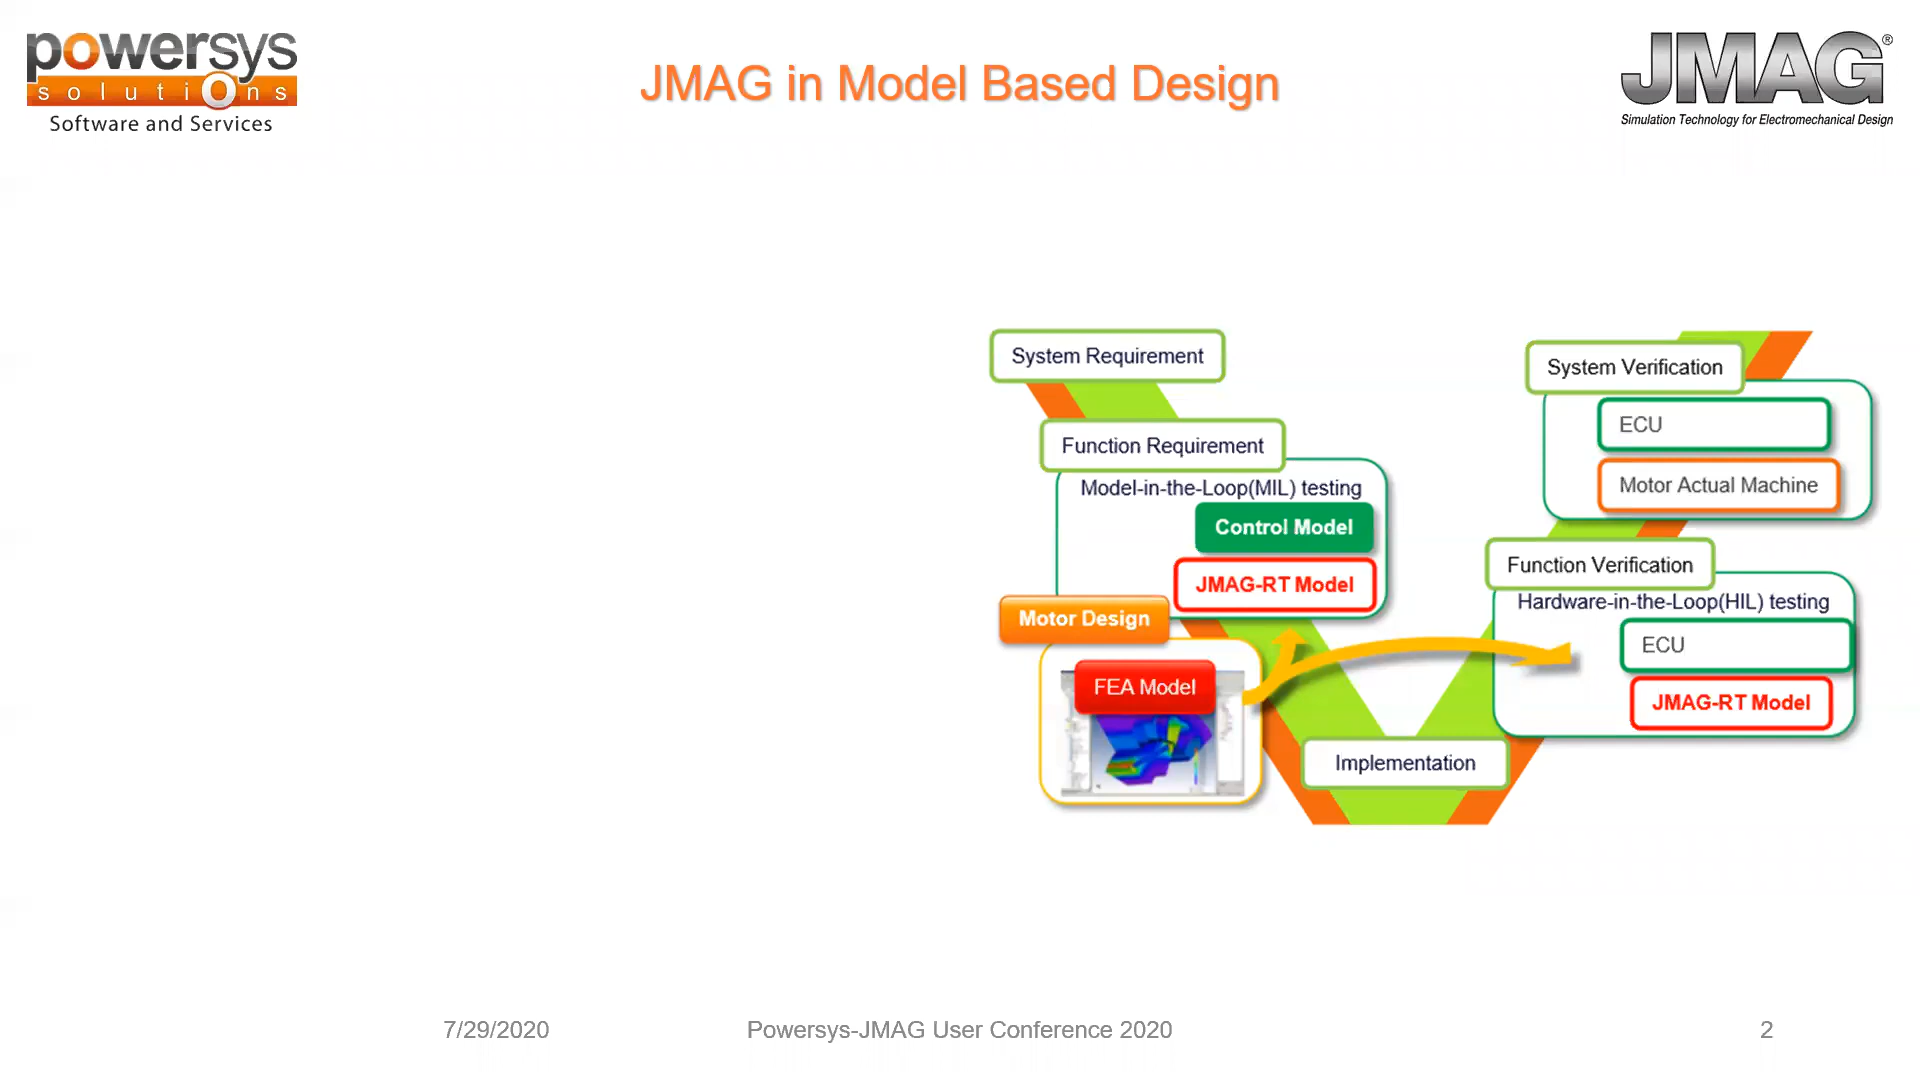 powersys
solutiOns
Software and Services
JMAG in Model Based Design
JMAG®
Simulation Technology for Electromechanical Design
System Requirement
Function Requirement
Model-in-the-Loop(MIL) testing
Control Model
JMAG-RT Model
Motor Design
FEA Model
Implementation
System Verification
ECU
Motor Actual Machine
Function Verification
Hardware-in-the-Loop(HIL) testing
ECU
JMAG-RT Model
7/29/2020
Powersys-JMAG User Conference 2020
2